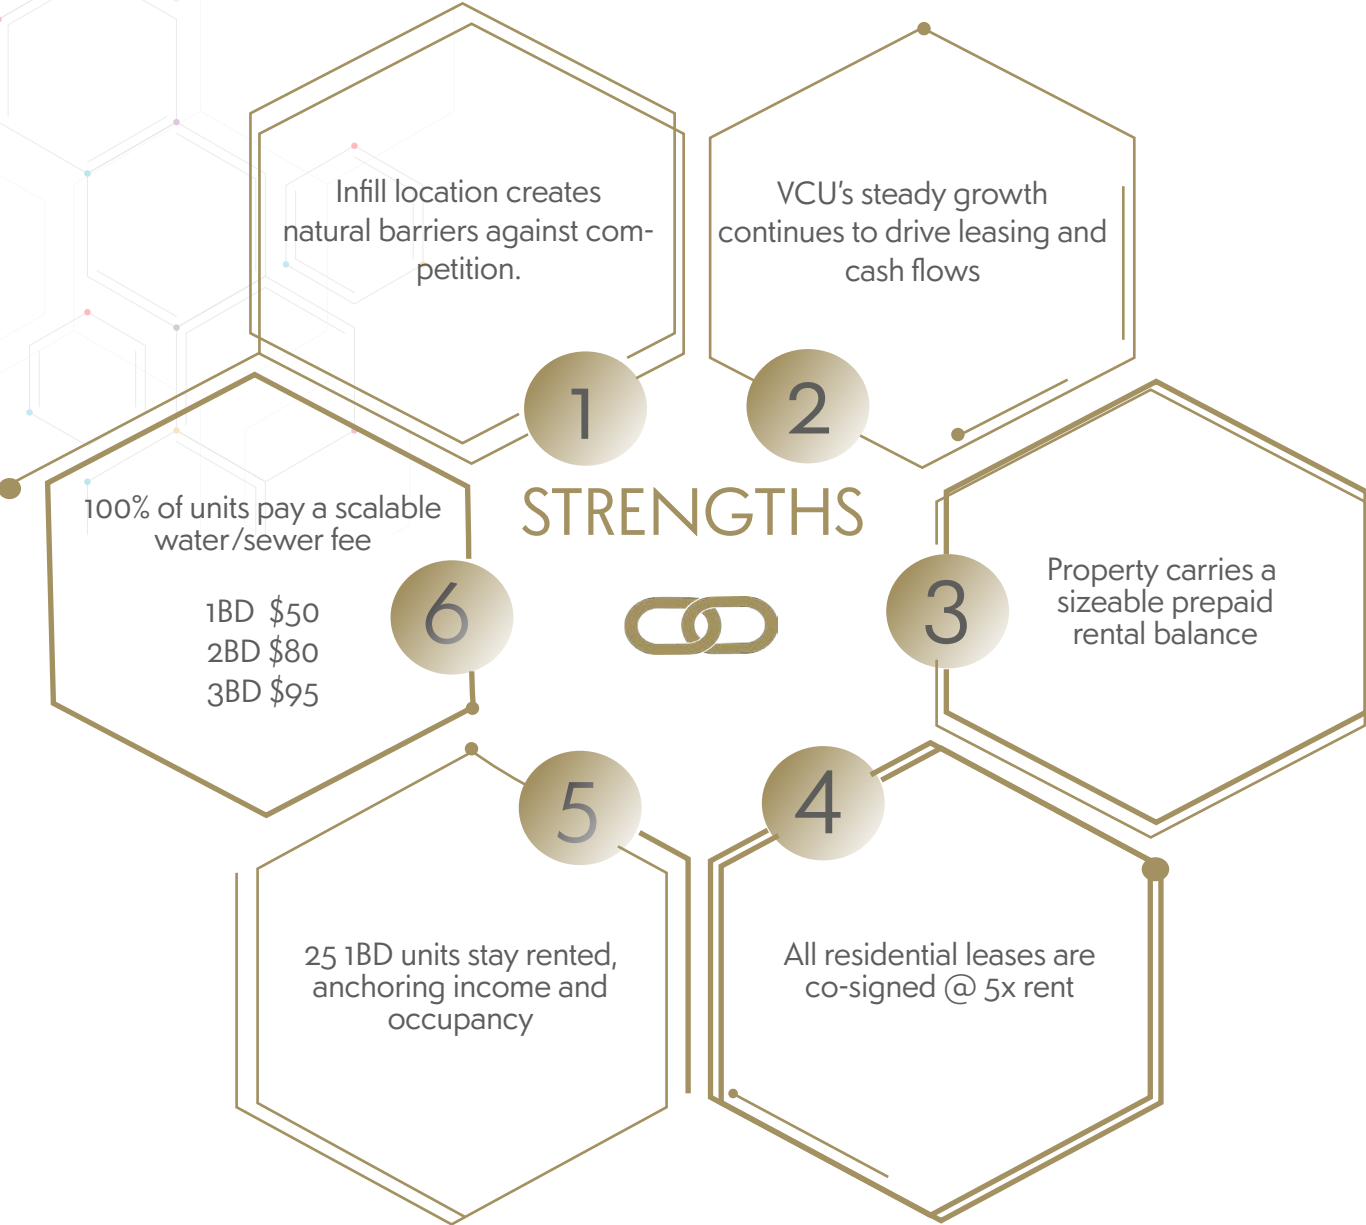 Infill location creates
natural barriers against com-
petition.
1
VCU's steady growth
continues to drive leasing and
cash flows
2
STRENGTHS
Property carries a
sizeable prepaid
rental balance
3
All residential leases are
co-signed @ 5x rent
4
25 1BD units stay rented,
anchoring income and
occupancy
5
100% of units pay a scalable
water/sewer fee
1BD $50
2BD $80
3BD $95
6